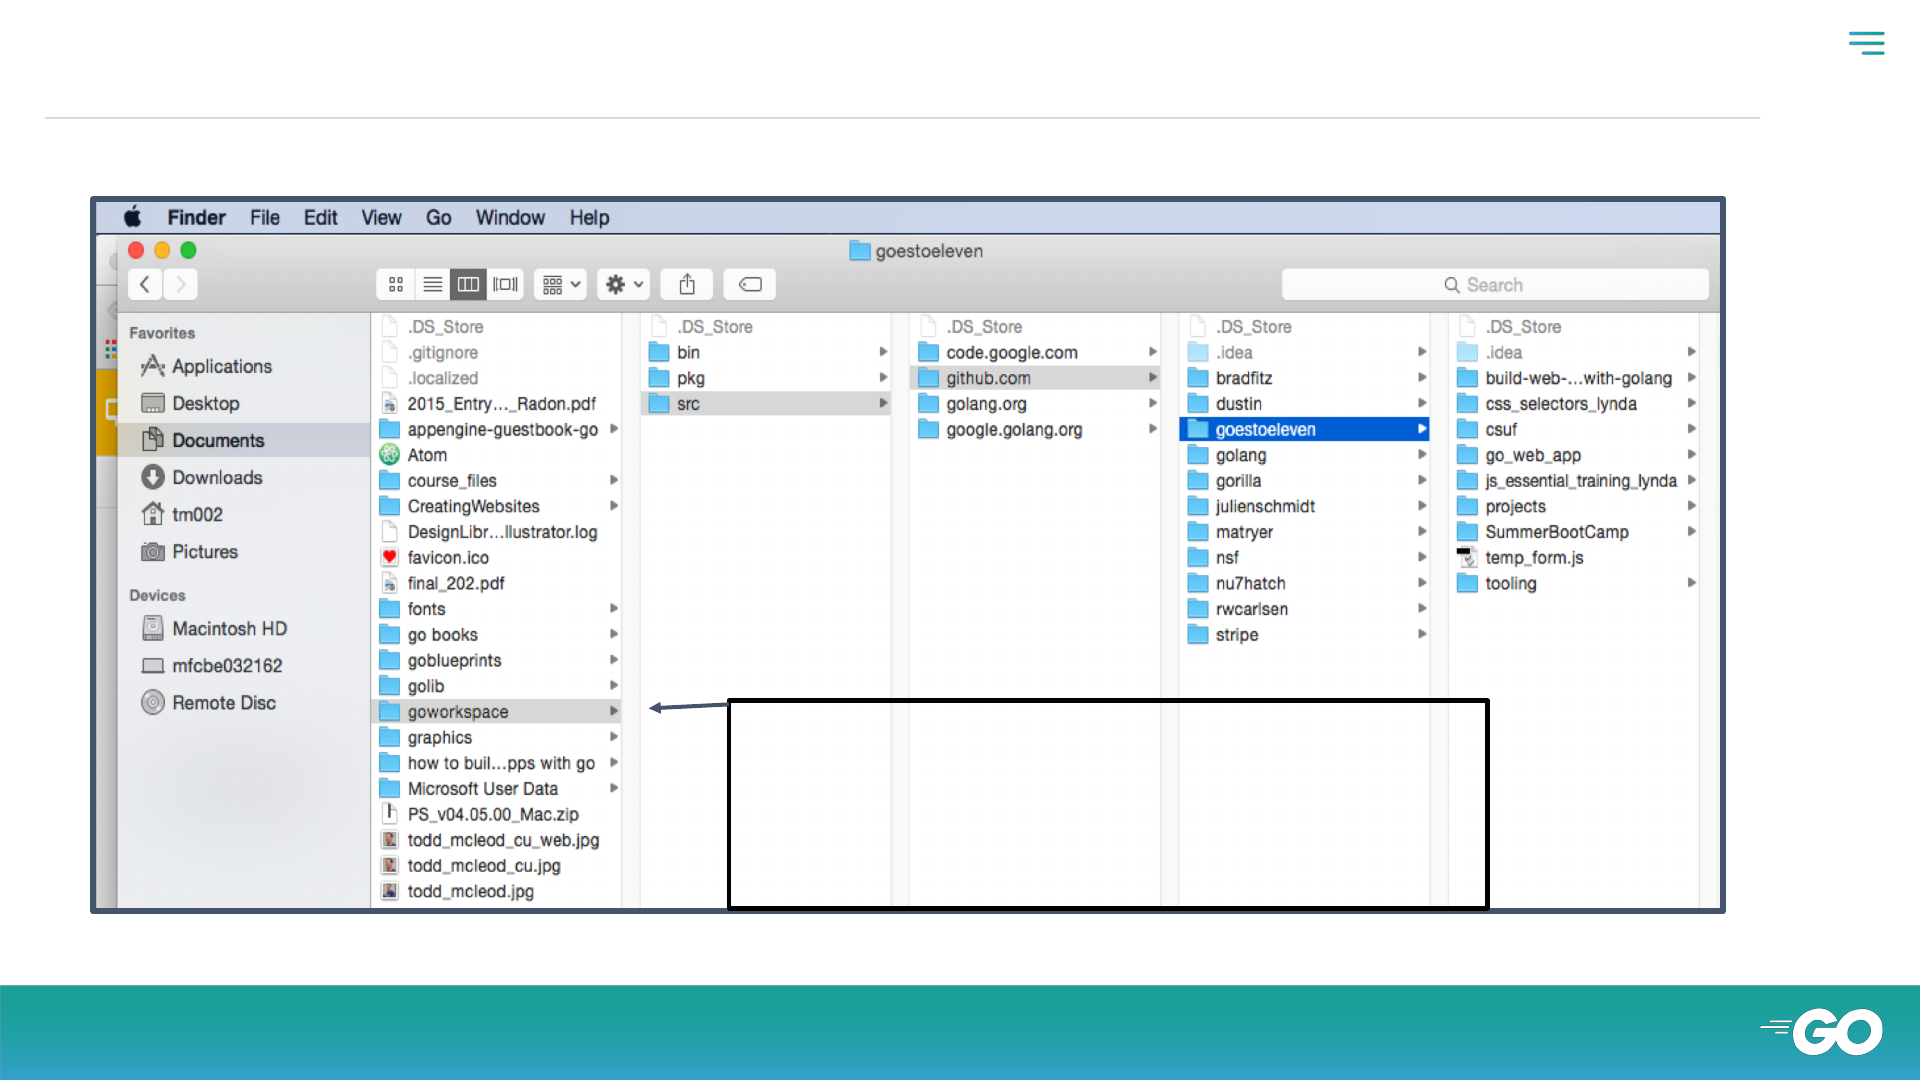 Finder File Edit View Go Window Help
goestoeleven
Search
Favorites
Applications
Desktop
Documents
Downloads
tm002
Pictures
Devices
Macintosh HD
mfcbe032162
Remote Disc
.DS_Store
.gitignore
.localized
2015_Entry..._Radon.pdf
appengine-guestbook-go
Atom
course_files
CreatingWebsites
DesignLibr...llustrator.log
favicon.ico
final_202.pdf
fonts
go books
goblueprints
golib
goworkspace
graphics
how to buil...pps with go
Microsoft User Data
PS_v04.05.00_Mac.zip
todd_mcleod_cu_web.jpg
todd_mcleod_cu.jpg
todd_mcleod.jpg
.DS_Store
bin
pkg
src
.DS_Store
code.google.com
github.com
golang.org
google.golang.org
.DS_Store
.idea
bradfitz
dustin
goestoeleven
golang
gorilla
julienschmidt
matryer
nsf
nu7hatch
rwcarlsen
stripe
.DS_Store
.idea
build-web-...with-golang
css_selectors_lynda
csuf
go_web_app
js_essential_training_lynda
projects
SummerBootCamp
temp_form.js
tooling
GO